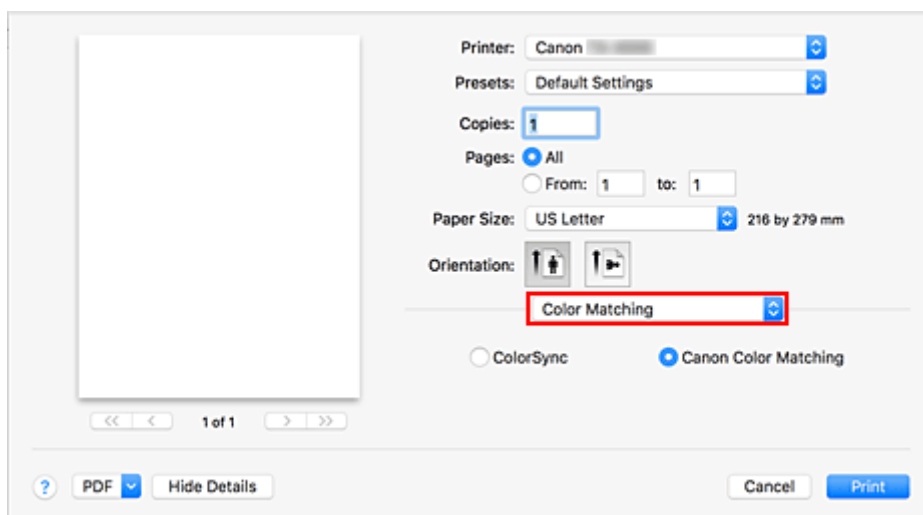 Printer: Canon
Presets: Default Settings
Copies: 1
Pages: All
From: 1 to: 1
Paper Size: US Letter 216 by 279 mm
Orientation:
Color Matching
ColorSync Canon Color Matching
1 of 1
? PDF Hide Details Cancel Print